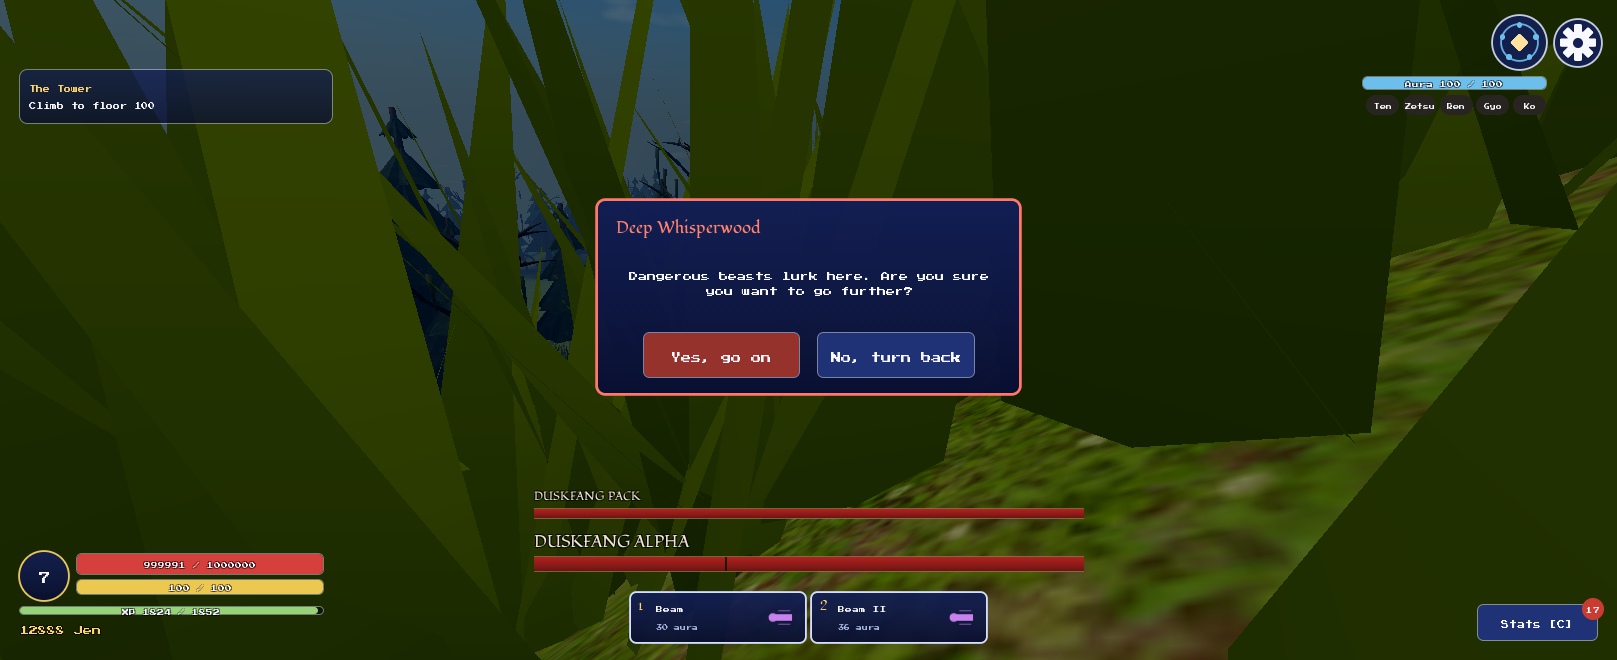 The Tower
Climb to floor 100
Aura 100 / 100
Ten Zetsu Ren Gyo Ko
Deep Whisperwood
Dangerous beasts lurk here. Are you sure
you want to go further?
Yes, go on
No, turn back
DUSKFANG PACK
DUSKFANG ALPHA
7
999991 / 1000000
100 / 100
XP 1824 / 1852
12888 Jen
1 Beam
30 aura
2 Beam II
36 aura
Stats [C]
17